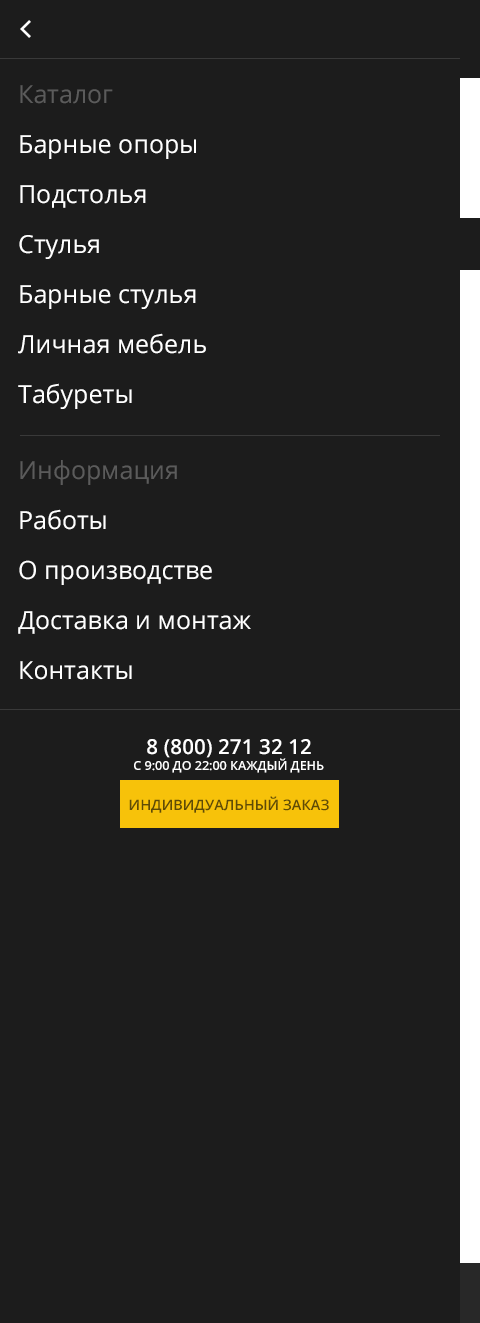 Каталог
Барные опоры
Подстолья
Стулья
Барные стулья
Личная мебель
Табуреты
Информация
Работы
О производстве
Доставка и монтаж
Контакты
8 (800) 271 32 12
С 9:00 ДО 22:00 КАЖДЫЙ ДЕНЬ
ИНДИВИДУАЛЬНЫЙ ЗАКАЗ